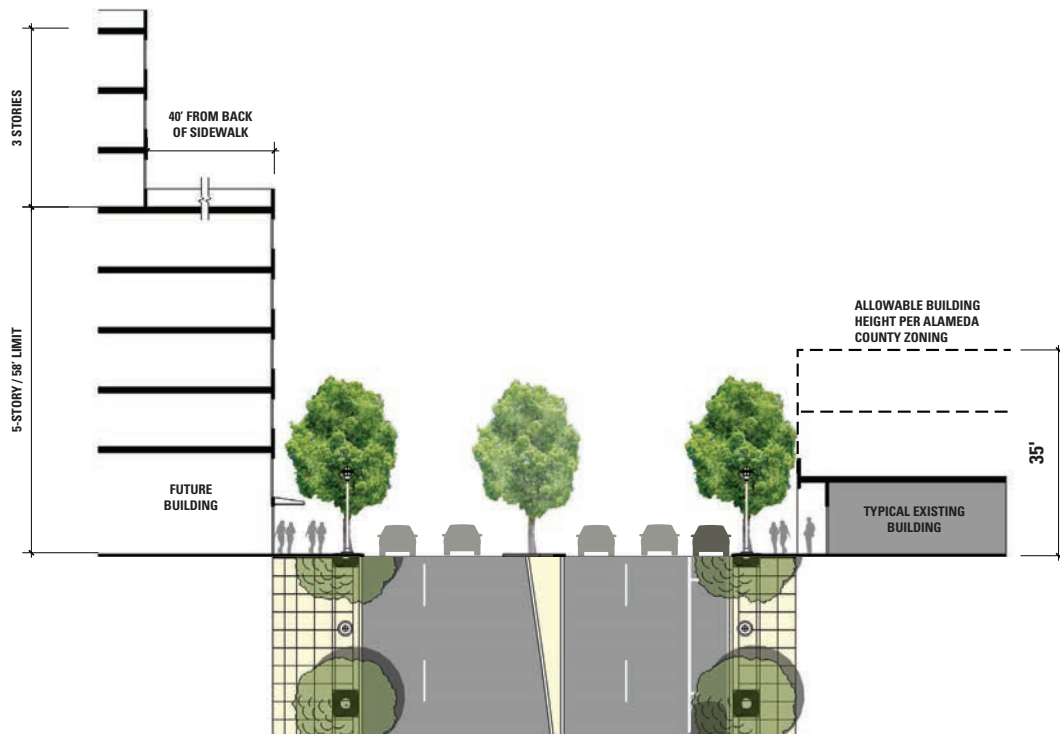 3 STORIES
40' FROM BACK
OF SIDEWALK
5-STORY / 58' LIMIT
FUTURE
BUILDING
ALLOWABLE BUILDING
HEIGHT PER ALAMEDA
COUNTY ZONING
35'
TYPICAL EXISTING
BUILDING